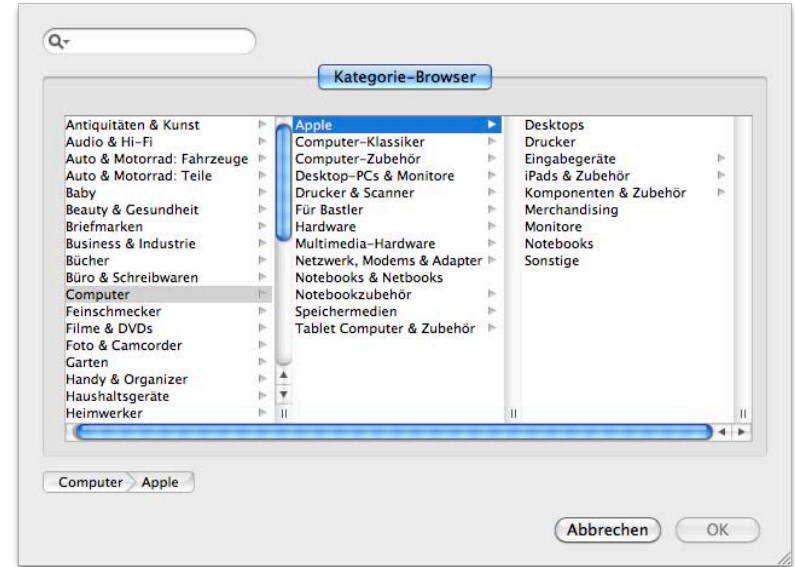 Kategorie-Browser
Antiquitäten & Kunst
Audio & Hi-Fi
Auto & Motorrad: Fahrzeuge
Auto & Motorrad: Teile
Baby
Beauty & Gesundheit
Briefmarken
Business & Industrie
Bücher
Büro & Schreibwaren
Computer
Feinschmecker
Filme & DVDs
Foto & Camcorder
Garten
Handy & Organizer
Haushaltsgeräte
Heimwerker
Apple
Computer-Klassiker
Computer-Zubehör
Desktop-PCs & Monitore
Drucker & Scanner
Für Bastler
Hardware
Multimedia-Hardware
Netzwerk, Modems & Adapter
Notebooks & Netbooks
Notebookzubehör
Speichermedien
Tablet Computer & Zubehör
Desktops
Drucker
Eingabegeräte
iPads & Zubehör
Komponenten & Zubehör
Merchandising
Monitore
Notebooks
Sonstige
Computer Apple
Abbrechen OK